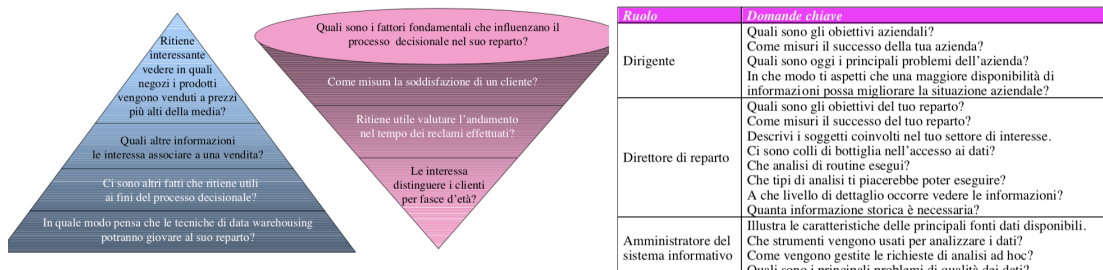 Ritiene
interessante
vedere in quali
negozi i prodotti
vengono venduti a prezzi
più alti della media?
Quali altre informazioni
le interessa associare a una vendita?
Ci sono altri fatti che ritiene utili
ai fini del processo decisionale?
In quale modo pensa che le tecniche di data warehousing
potranno giovare al suo reparto?
Quali sono i fattori fondamentali che influenzano il
processo decisionale nel suo reparto?
Come misura la soddisfazione di un cliente?
Ritiene utile valutare l'andamento
nel tempo dei reclami effettuati?
Le interessa
distinguere i clienti
per fasce d'età?
Ruolo Domande chiave
Dirigente
Quali sono gli obiettivi aziendali?
Come misuri il successo della tua azienda?
Quali sono oggi i principali problemi dell'azienda?
In che modo ti aspetti che una maggiore disponibilità di
informazioni possa migliorare la situazione aziendale?
Direttore di reparto
Quali sono gli obiettivi del tuo reparto?
Come misuri il successo del tuo reparto?
Descrivi i soggetti coinvolti nel tuo settore di interesse.
Ci sono colli di bottiglia nell'accesso ai dati?
Che analisi di routine esegui?
Che tipi di analisi ti piacerebbe poter eseguire?
A che livello di dettaglio occorre vedere le informazioni?
Quanta informazione storica è necessaria?
Amministratore del
sistema informativo
Illustra le caratteristiche delle principali fonti dati disponibili.
Che strumenti vengono usati per analizzare i dati?
Come vengono gestite le richieste di analisi ad hoc?
Quali sono i principali problemi di qualità dei dati?